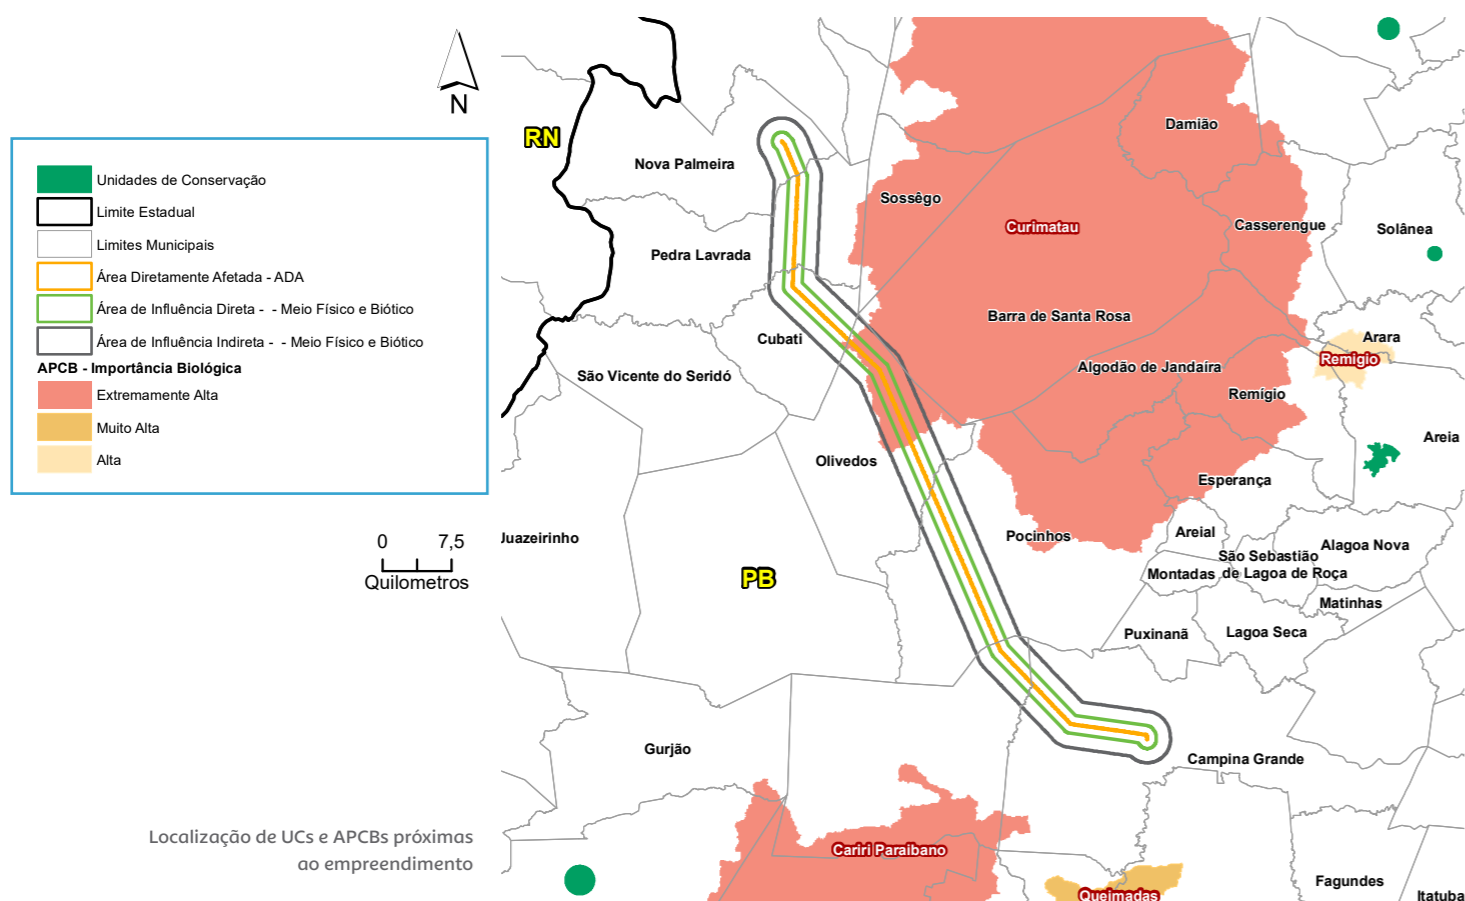 N
Unidades de Conservação
Limite Estadual
Limites Municipais
Área Diretamente Afetada - ADA
Área de Influência Direta - - Meio Físico e Biótico
Área de Influência Indireta - - Meio Físico e Biótico
APCB - Importância Biológica
Extremamente Alta
Muito Alta
Alta
0 7,5
Quilometros
Localização de UCs e APCBs próximas
ao empreendimento
RN
Damião
Nova Palmeira
Sossêgo
Curimatau
Casserengue
Solânea
Pedra Lavrada
Barra de Santa Rosa
Cubati
Arara
Remígio
Algodão de Jandaíra
São Vicente do Seridó
Remígio
Areia
Olivedos
Esperança
Juazeirinho
Pocinhos
Areial
São Sebastião
de Lagoa de Roça
Alagoa Nova
PB
Montadas
Matinhas
Puxinanã
Lagoa Seca
Gurjão
Campina Grande
Cariri Paraibano
Fagundes
Queimadas
Itatuba